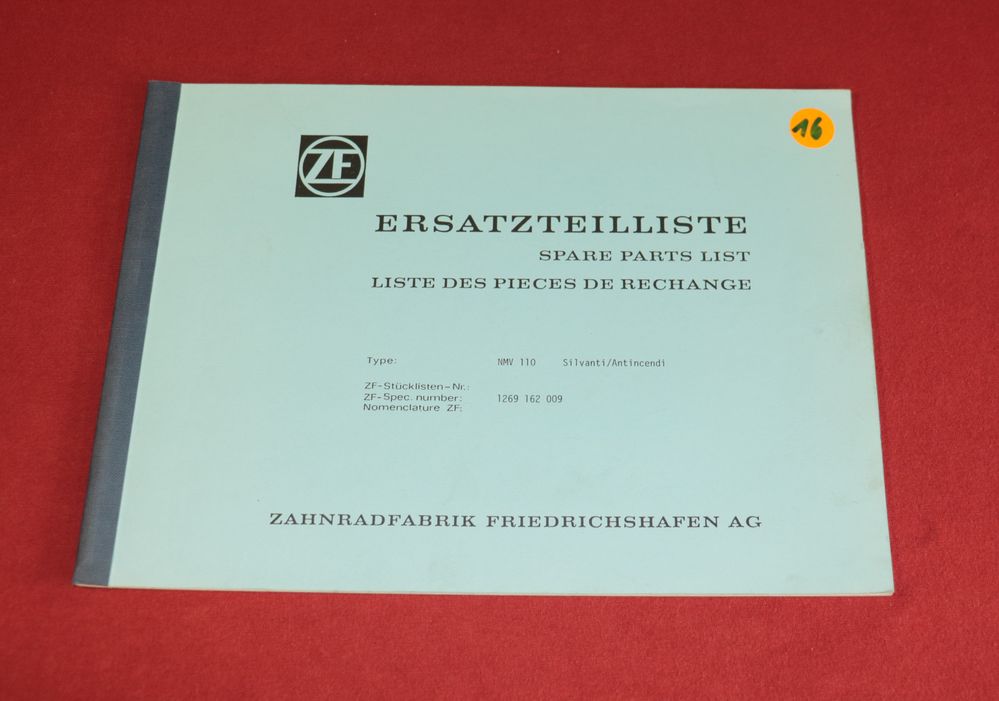 16
ZF
ERSATZTEILLISTE
SPARE PARTS LIST
LISTE DES PIECES DE RECHANGE
Type: NMV 110 Silvanti/Antincendi
ZF-Stücklisten-Nr.:
ZF-Spec. number: 1269 162 009
Nomenclature ZF:
ZAHNRADFABRIK FRIEDRICHSHAFEN AG